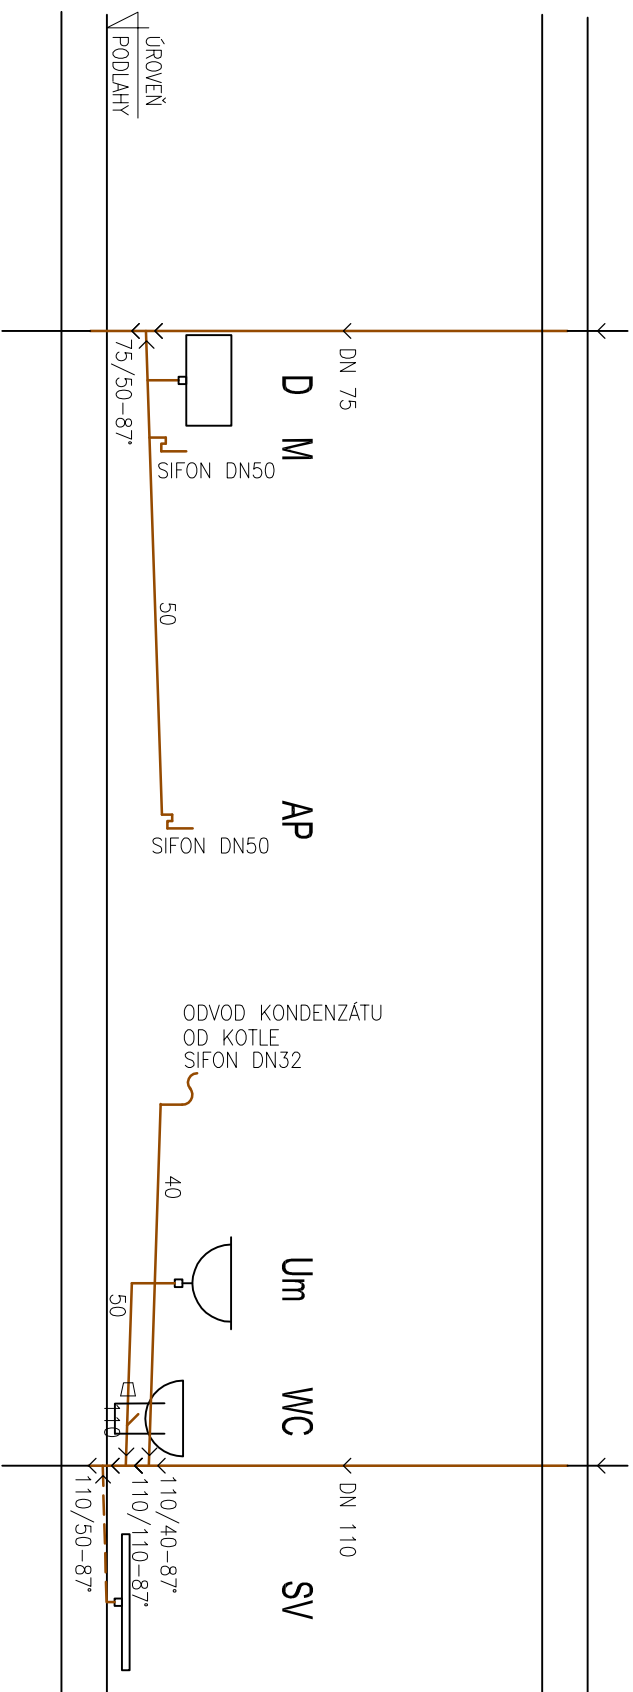 ÚROVEŇ
PODLAHY
DN 75
75/50-87°
D
M
SIFON DN50
50
AP
SIFON DN50
ODVOD KONDENZÁTU
OD KOTLE
SIFON DN32
40
Um
50
WC
110
DN 110
110/40-87°
110/110-87°
110/50-87°
SV